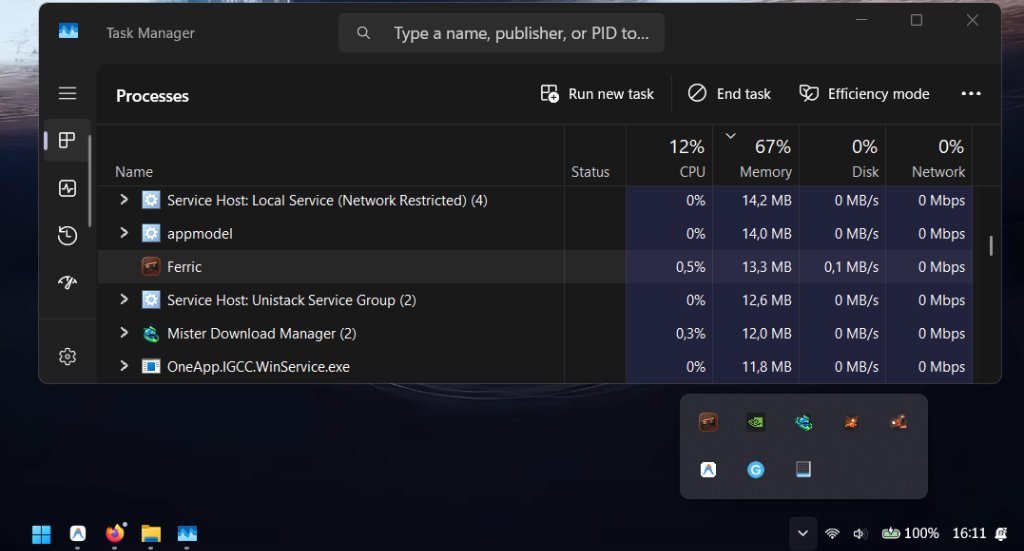 Task Manager
Type a name, publisher, or PID to...
Processes
Run new task
End task
Efficiency mode
12% 67% 0% 0%
Name Status CPU Memory Disk Network
Service Host: Local Service (Network Restricted) (4) 0% 14,2 MB 0 MB/s 0 Mbps
appmodel 0% 14,0 MB 0 MB/s 0 Mbps
Ferric 0,5% 13,3 MB 0,1 MB/s 0 Mbps
Service Host: Unistack Service Group (2) 0% 12,6 MB 0 MB/s 0 Mbps
Mister Download Manager (2) 0,3% 12,0 MB 0 MB/s 0 Mbps
OneApp.IGCC.WinService.exe 0% 11,8 MB 0 MB/s 0 Mbps
G
100% 16:11